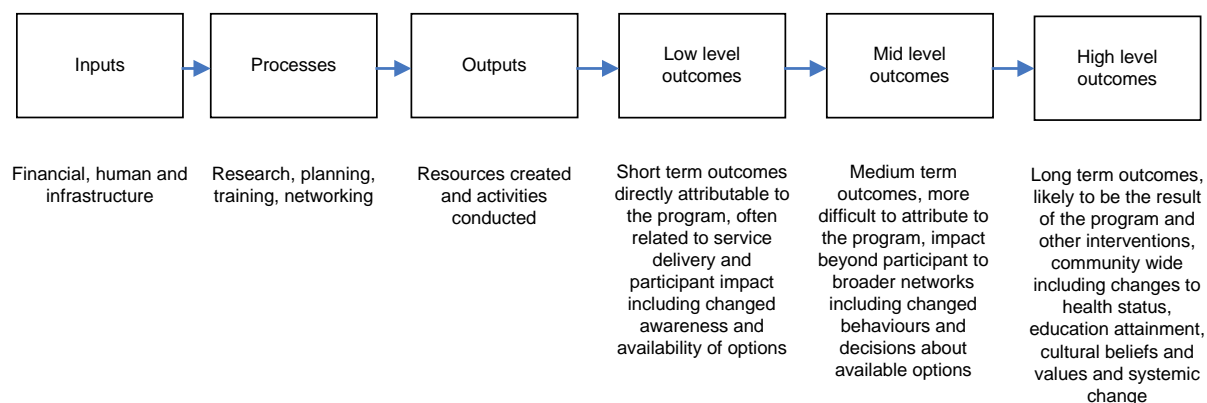 Inputs
Processes
Outputs
Low level
outcomes
Mid level
outcomes
High level
outcomes
Financial, human and
infrastructure
Research, planning,
training, networking
Resources created
and activities
conducted
Short term outcomes
directly attributable to
the program, often
related to service
delivery and
participant impact
including changed
awareness and
availability of options
Medium term
outcomes, more
difficult to attribute to
the program, impact
beyond participant to
broader networks
including changed
behaviours and
decisions about
available options
Long term outcomes,
likely to be the result
of the program and
other interventions,
community wide
including changes to
health status,
education attainment,
cultural beliefs and
values and systemic
change